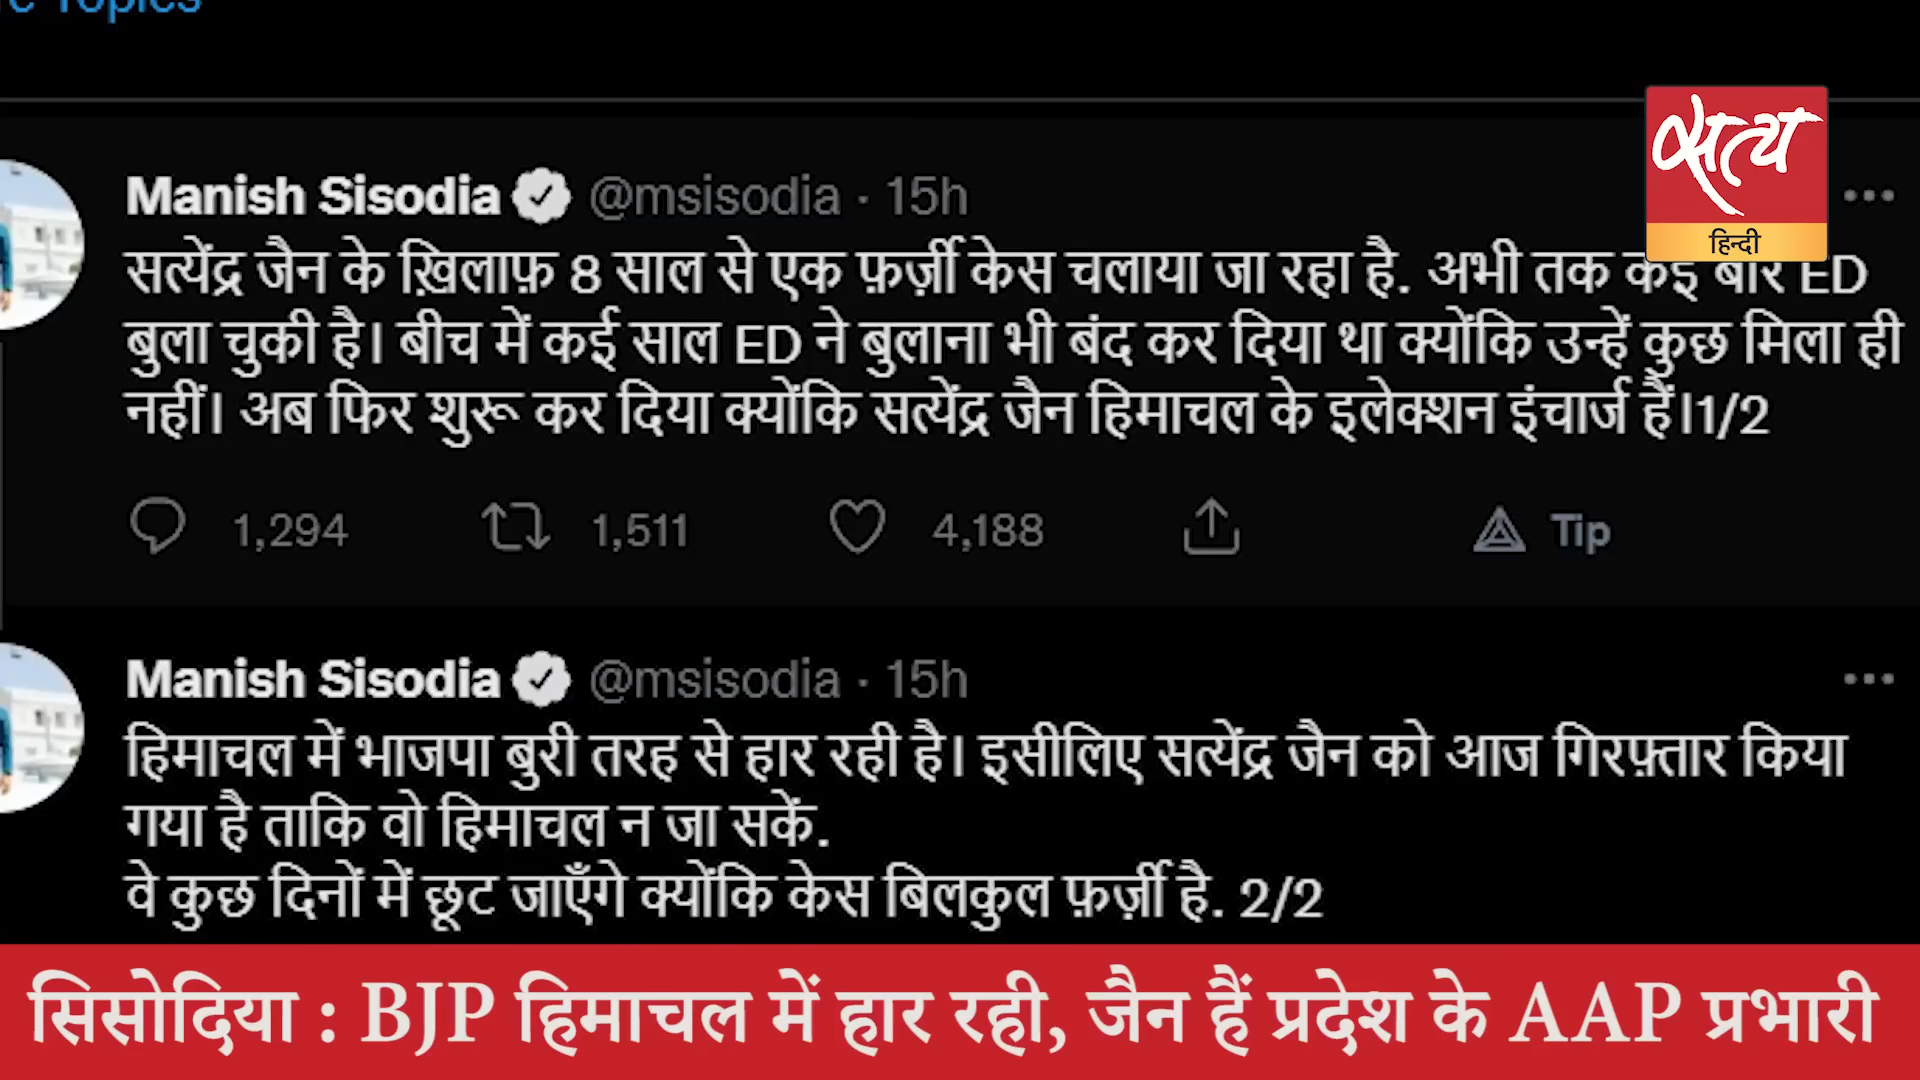 Topics
सत्य
हिन्दी
Manish Sisodia @msisodia · 15h
सत्येंद्र जैन के ख़िलाफ़ 8 साल से एक फ़र्ज़ी केस चलाया जा रहा है. अभी तक कई बार ED
बुला चुकी है। बीच में कई साल ED ने बुलाना भी बंद कर दिया था क्योंकि उन्हें कुछ मिला ही
नहीं। अब फिर शुरू कर दिया क्योंकि सत्येंद्र जैन हिमाचल के इलेक्शन इंचार्ज हैं।1/2
1,294 1,511 4,188 Tip
Manish Sisodia @msisodia · 15h
हिमाचल में भाजपा बुरी तरह से हार रही है। इसीलिए सत्येंद्र जैन को आज गिरफ़्तार किया
गया है ताकि वो हिमाचल न जा सकें.
वे कुछ दिनों में छूट जाएँगे क्योंकि केस बिलकुल फ़र्ज़ी है. 2/2
सिसोदिया : BJP हिमाचल में हार रही, जैन हैं प्रदेश के AAP प्रभारी